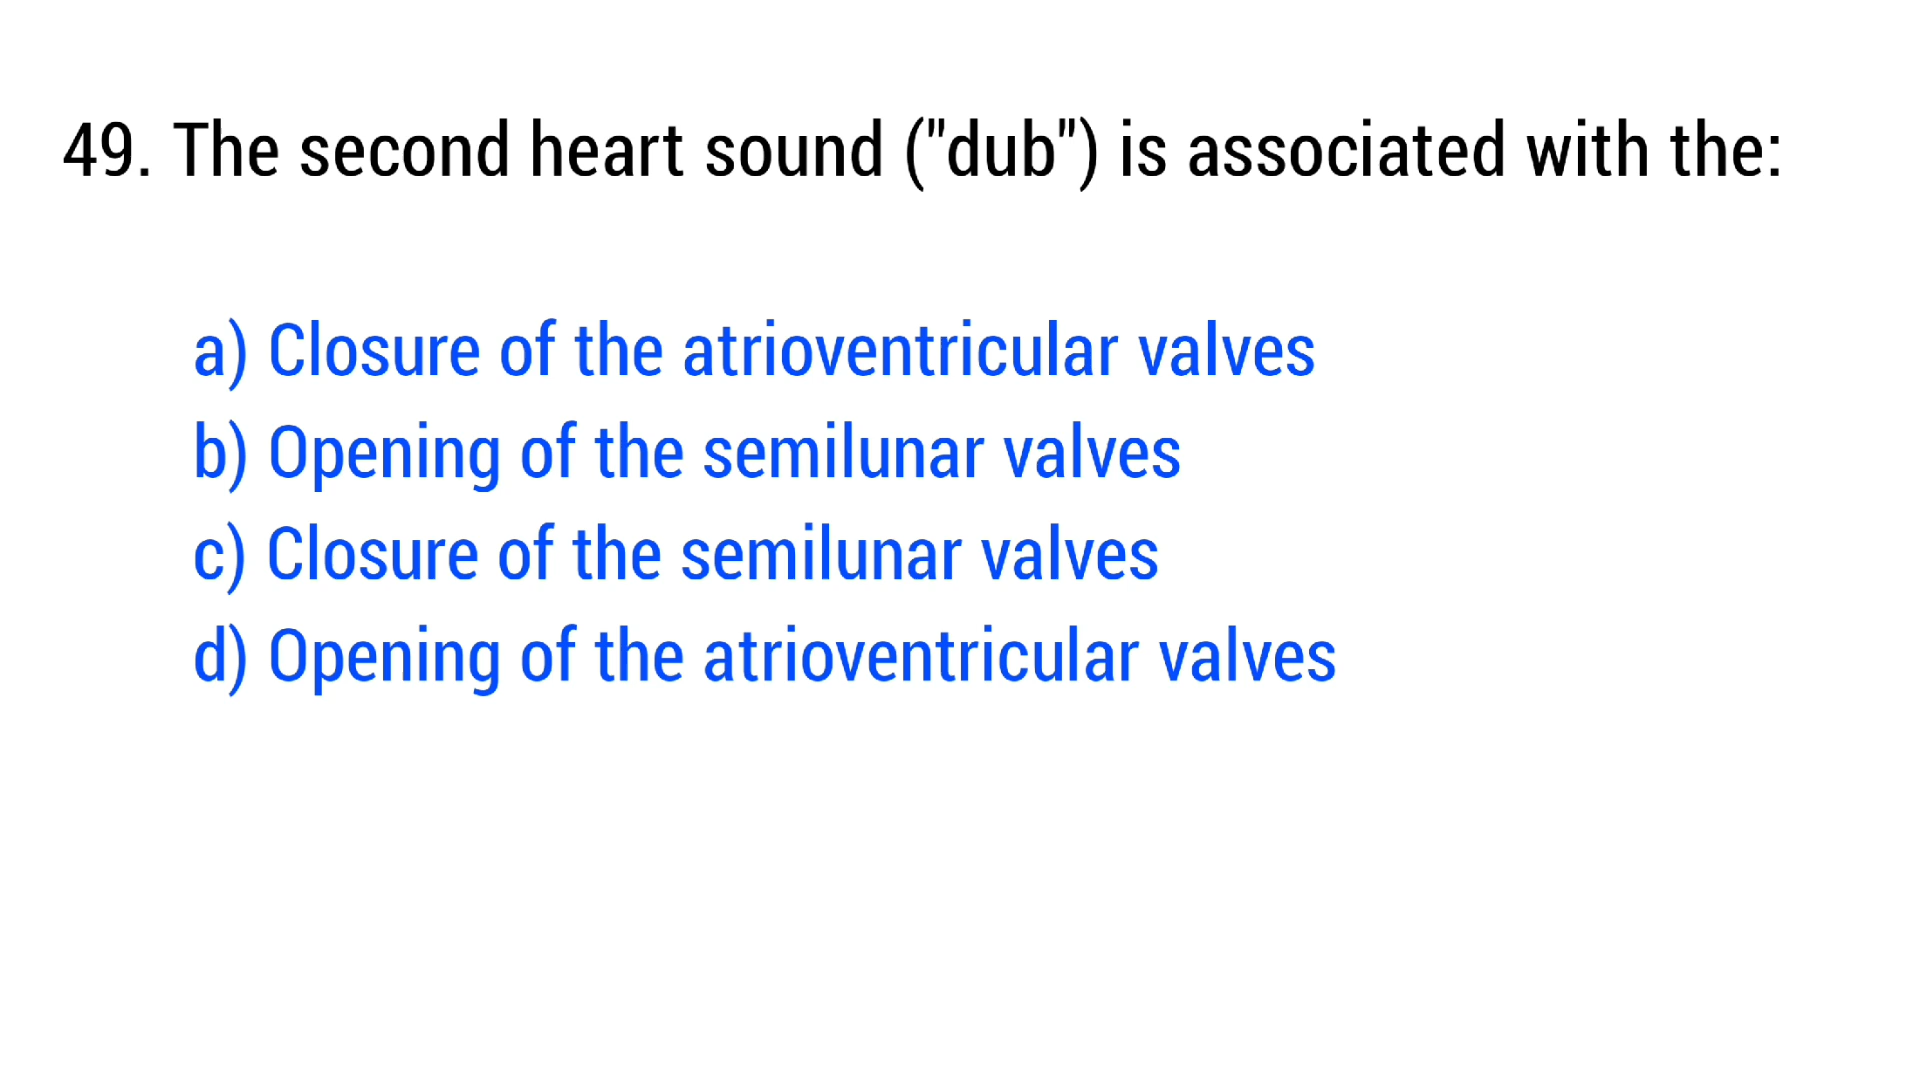 49. The second heart sound ("dub") is associated with the:
a) Closure of the atrioventricular valves
b) Opening of the semilunar valves
c) Closure of the semilunar valves
d) Opening of the atrioventricular valves